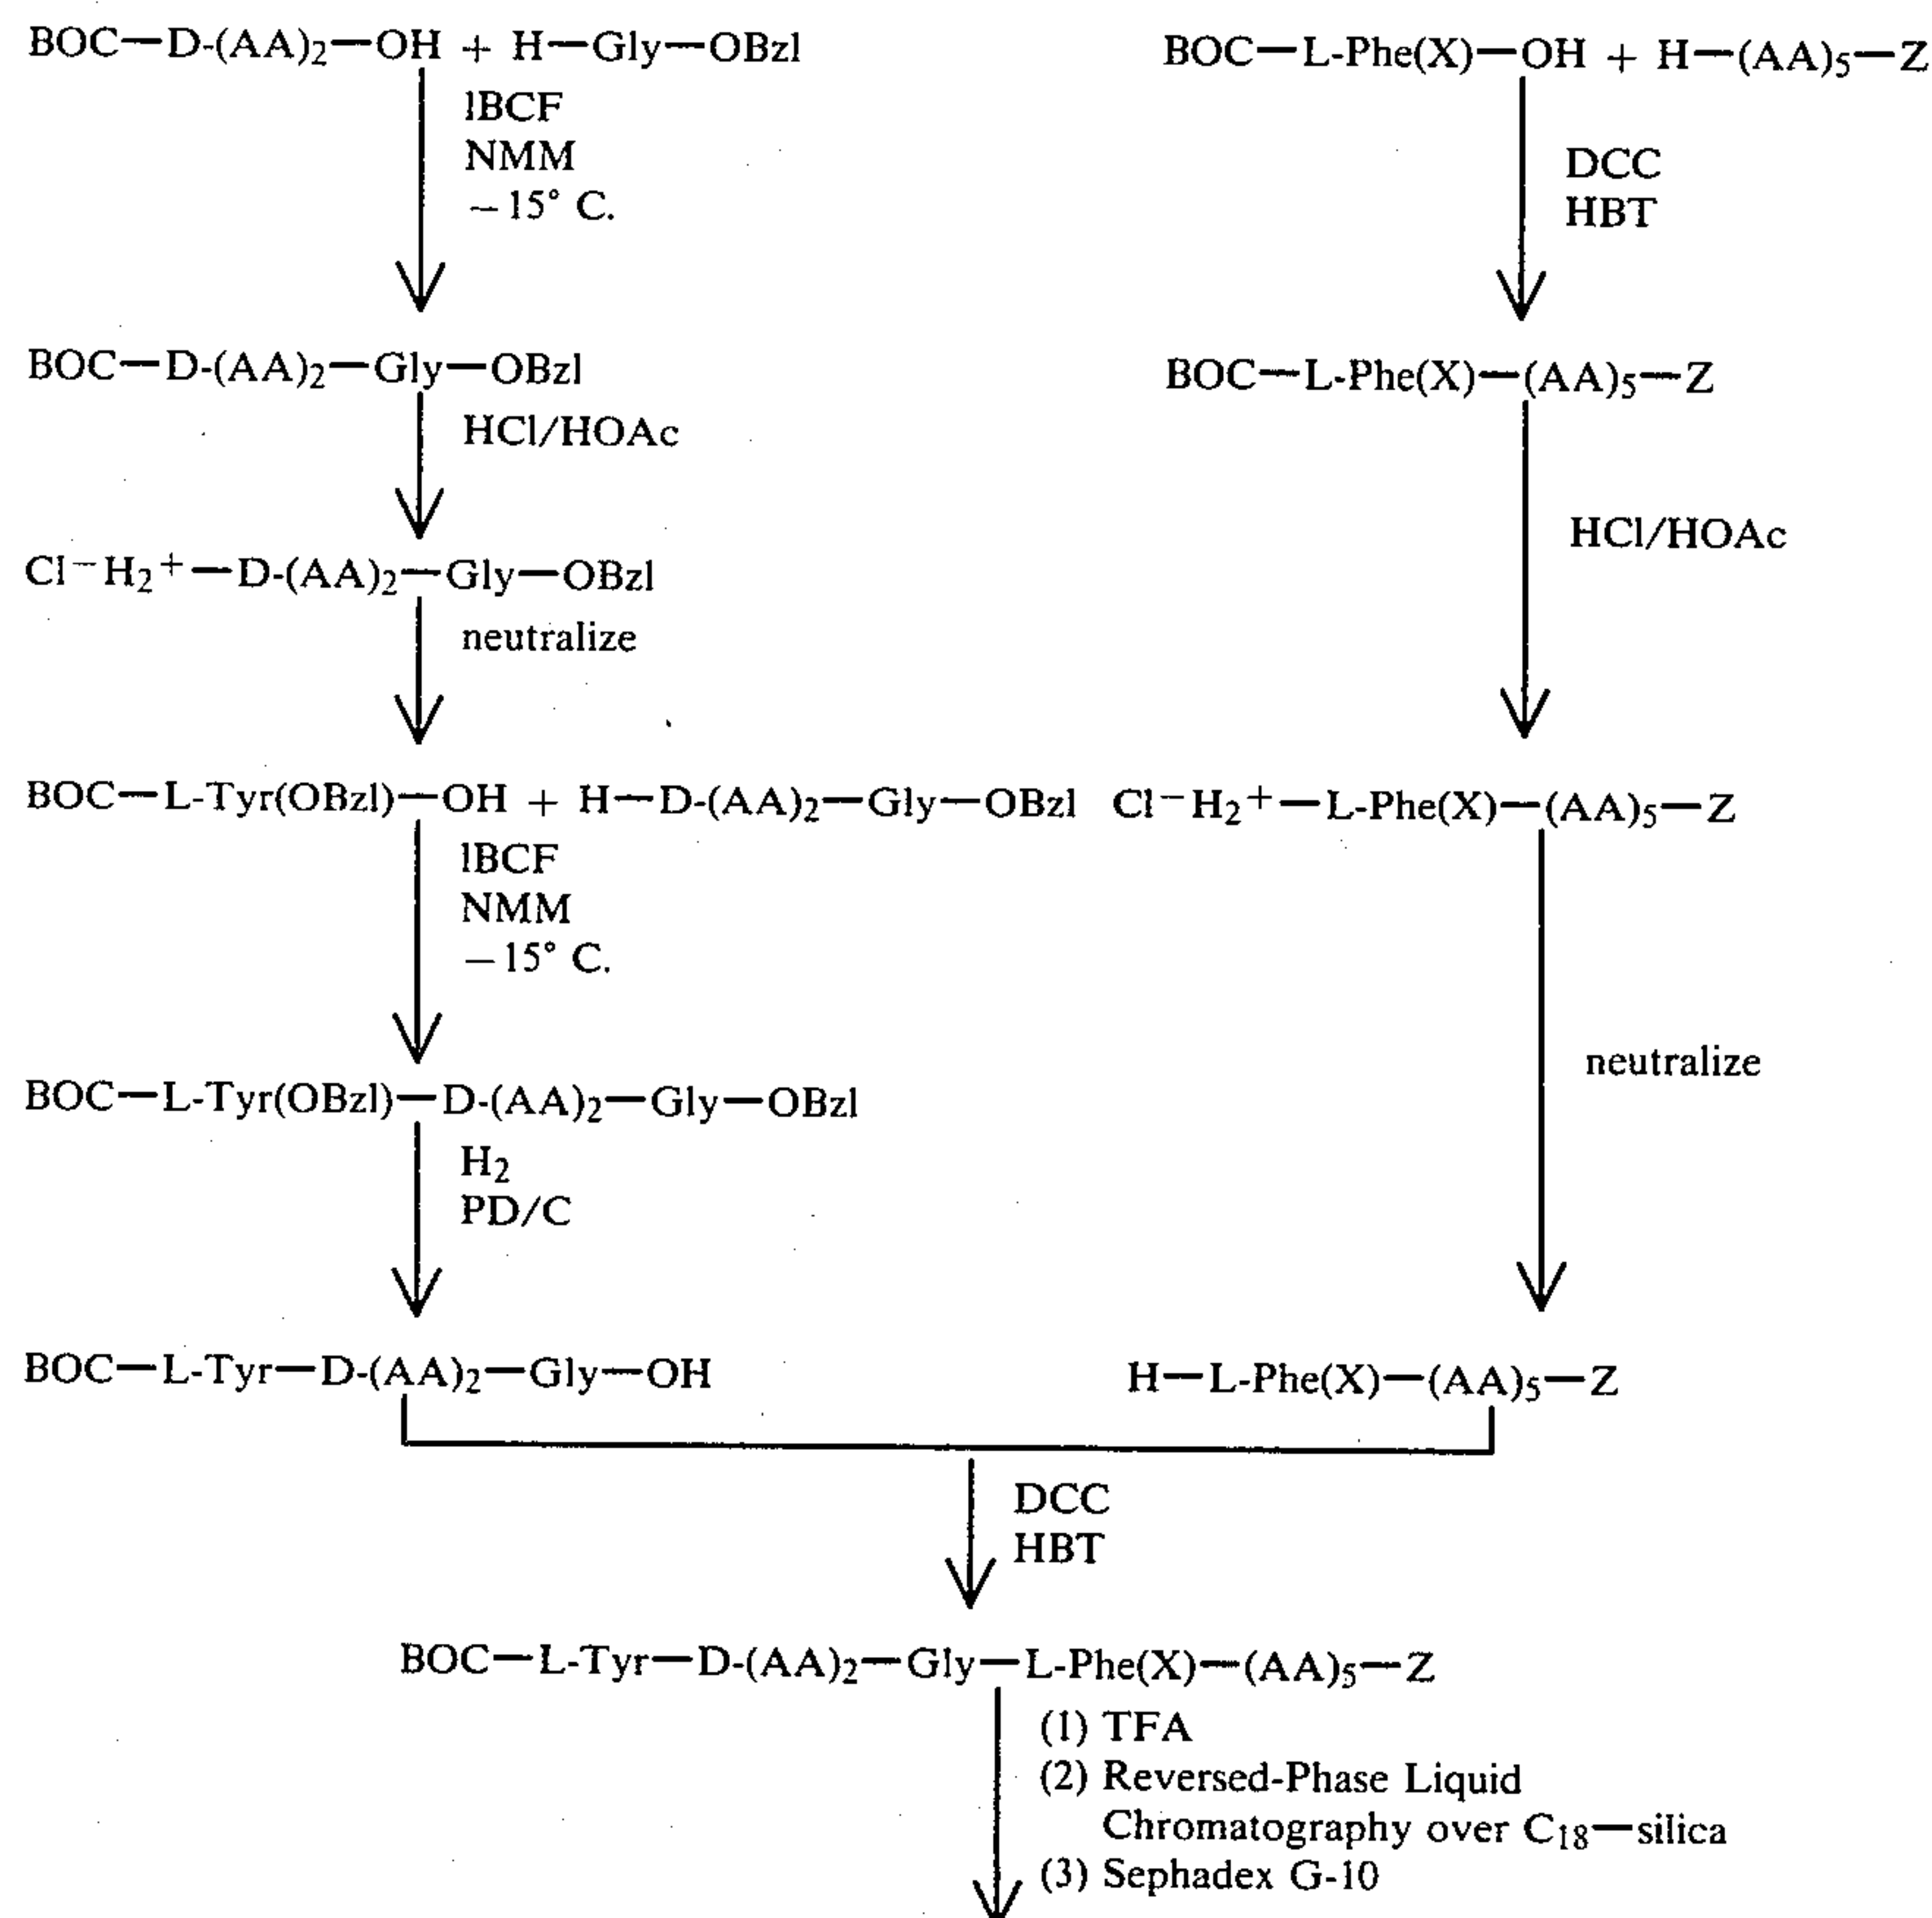 BOC—D-(AA)₂—OH + H—Gly—OBzl
IBCF
NMM
−15° C.
BOC—D-(AA)₂—Gly—OBzl
HCl/HOAc
Cl⁻H₂⁺—D-(AA)₂—Gly—OBzl
neutralize
BOC—L-Tyr(OBzl)—OH + H—D-(AA)₂—Gly—OBzl
IBCF
NMM
−15° C.
BOC—L-Tyr(OBzl)—D-(AA)₂—Gly—OBzl
H₂
PD/C
BOC—L-Tyr—D-(AA)₂—Gly—OH
BOC—L-Phe(X)—OH + H—(AA)₅—Z
DCC
HBT
BOC—L-Phe(X)—(AA)₅—Z
HCl/HOAc
Cl⁻H₂⁺—L-Phe(X)—(AA)₅—Z
neutralize
H—L-Phe(X)—(AA)₅—Z
DCC
HBT
BOC—L-Tyr—D-(AA)₂—Gly—L-Phe(X)—(AA)₅—Z
(1) TFA
(2) Reversed-Phase Liquid
Chromatography over C₁₈—silica
(3) Sephadex G-10